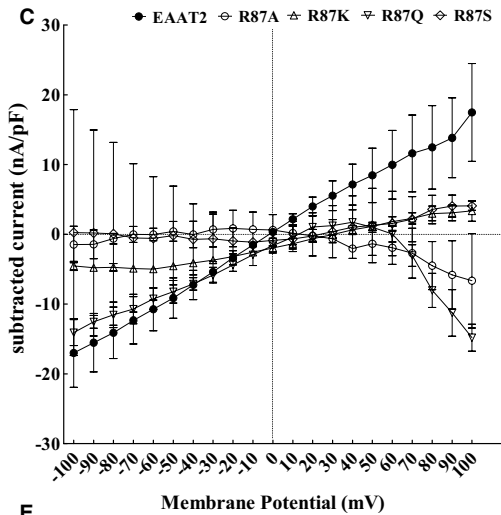 C
EAAT2 R87A R87K R87Q R87S
30
20
10
0
-10
-20
-30
subtracted current (nA/pF)
-100 -90 -80 -70 -60 -50 -40 -30 -20 -10 0 10 20 30 40 50 60 70 80 90 100
Membrane Potential (mV)